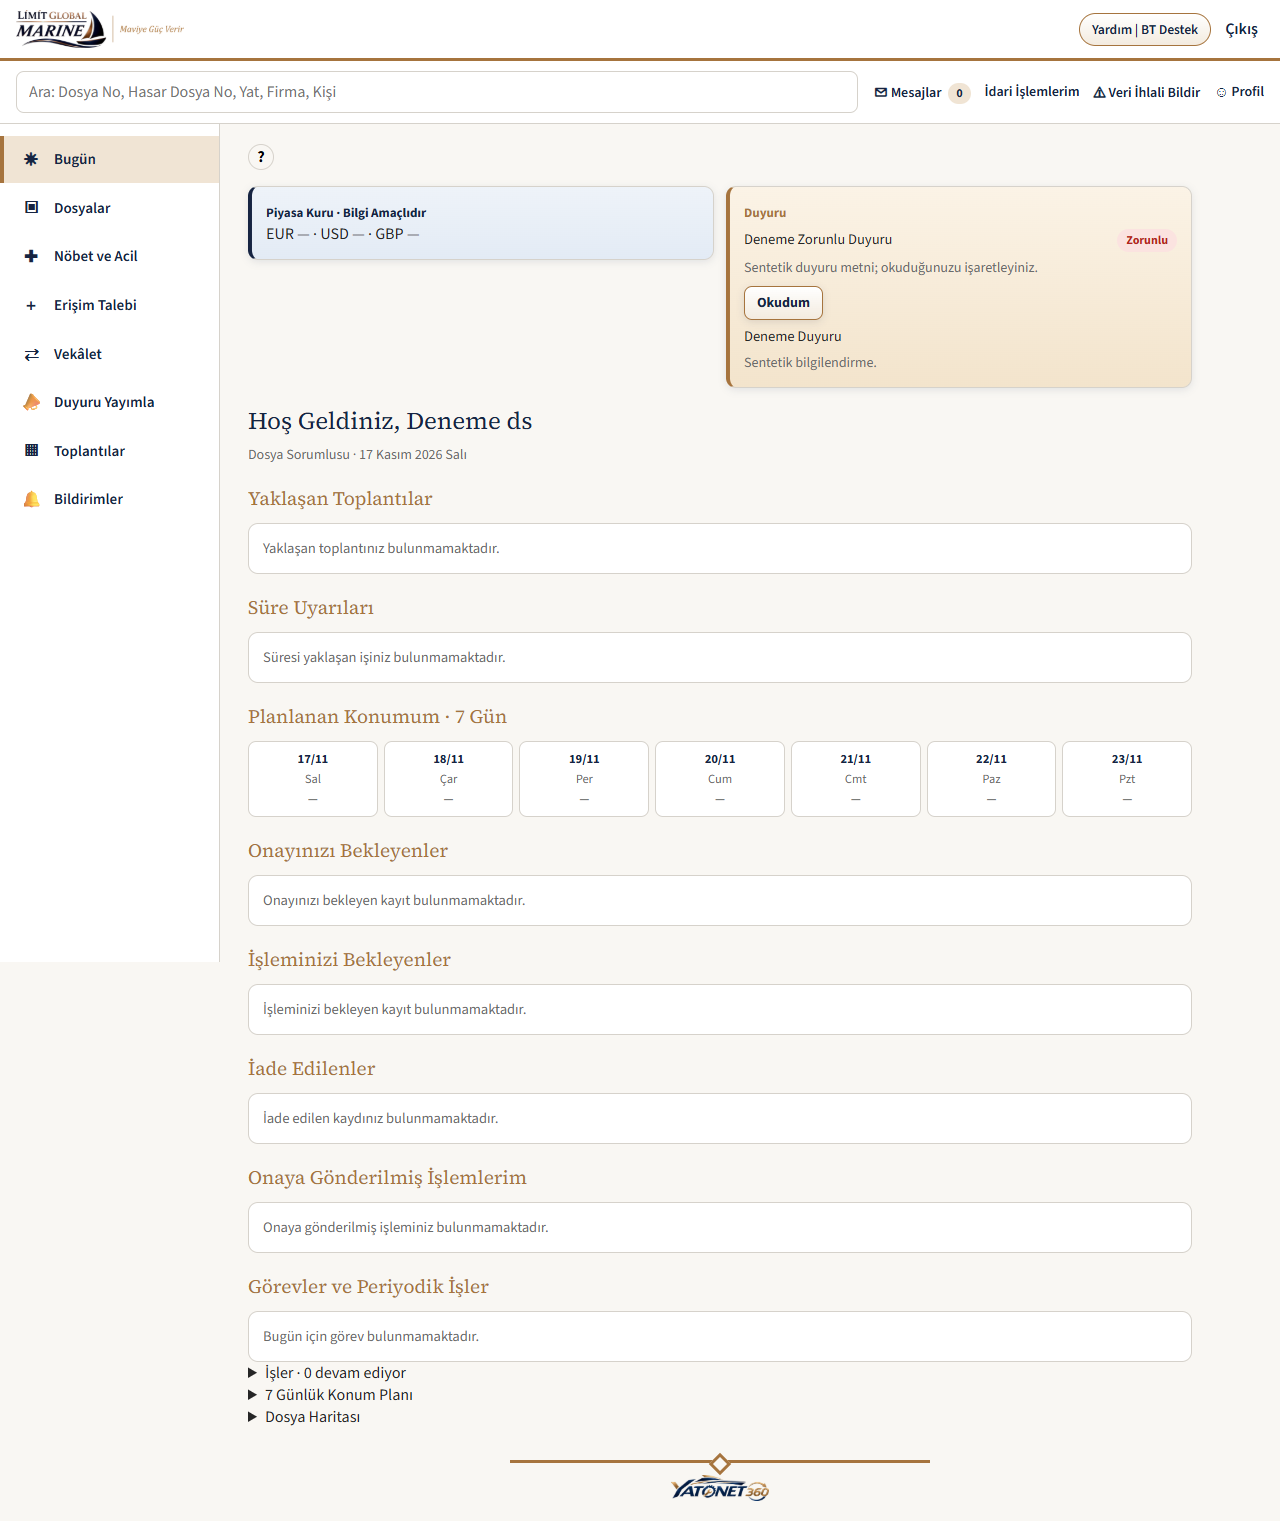 LİMİT GLOBAL
MARINE
Maviye Güç Verir
Yardım | BT Destek
Çıkış
Ara: Dosya No, Hasar Dosya No, Yat, Firma, Kişi
Mesajlar 0
İdari İşlemlerim
Veri İhlali Bildir
Profil
Bugün
Dosyalar
Nöbet ve Acil
Erişim Talebi
Vekâlet
Duyuru Yayımla
Toplantılar
Bildirimler
?
Piyasa Kuru · Bilgi Amaçlıdır
EUR — · USD — · GBP —
Duyuru
Deneme Zorunlu Duyuru
Zorunlu
Sentetik duyuru metni; okuduğunuzu işaretleyiniz.
Okudum
Deneme Duyuru
Sentetik bilgilendirme.
Hoş Geldiniz, Deneme ds
Dosya Sorumlusu · 17 Kasım 2026 Salı
Yaklaşan Toplantılar
Yaklaşan toplantınız bulunmamaktadır.
Süre Uyarıları
Süresi yaklaşan işiniz bulunmamaktadır.
Planlanan Konumum · 7 Gün
17/11
Sal
—
18/11
Çar
—
19/11
Per
—
20/11
Cum
—
21/11
Cmt
—
22/11
Paz
—
23/11
Pzt
—
Onayınızı Bekleyenler
Onayınızı bekleyen kayıt bulunmamaktadır.
İşleminizi Bekleyenler
İşleminizi bekleyen kayıt bulunmamaktadır.
İade Edilenler
İade edilen kaydınız bulunmamaktadır.
Onaya Gönderilmiş İşlemlerim
Onaya gönderilmiş işleminiz bulunmamaktadır.
Görevler ve Periyodik İşler
Bugün için görev bulunmamaktadır.
İşler · 0 devam ediyor
7 Günlük Konum Planı
Dosya Haritası
YATONET360